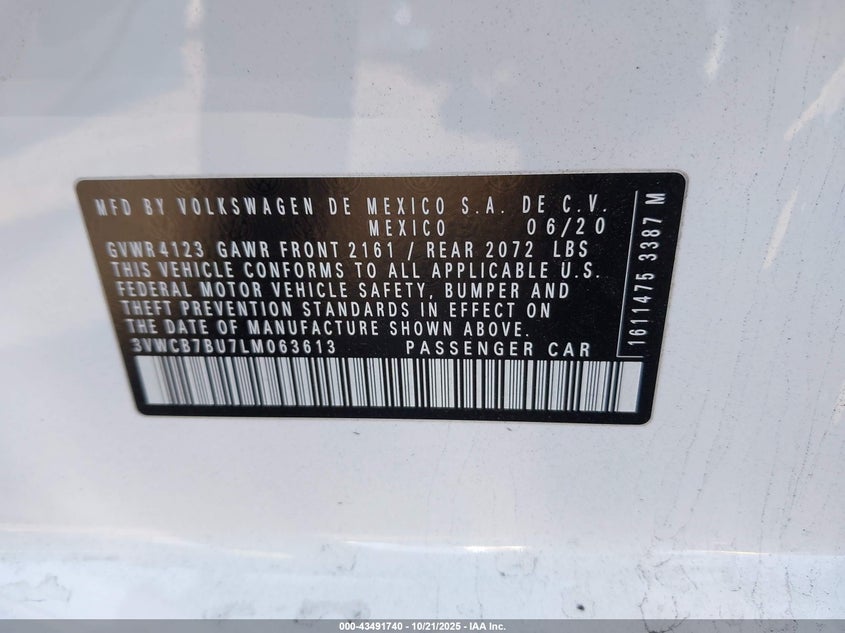 MFD BY VOLKSWAGEN DE MEXICO S.A. DE C.V.
MEXICO 06/20
GVWR 4123 GAWR FRONT 2161 / REAR 2072 LBS
THIS VEHICLE CONFORMS TO ALL APPLICABLE U.S.
FEDERAL MOTOR VEHICLE SAFETY, BUMPER AND
THEFT PREVENTION STANDARDS IN EFFECT ON
THE DATE OF MANUFACTURE SHOWN ABOVE.
3VWCB7BU7LM063613 PASSENGER CAR
1611475 3387 M
000-43491740 - 10/21/2025 - IAA Inc.